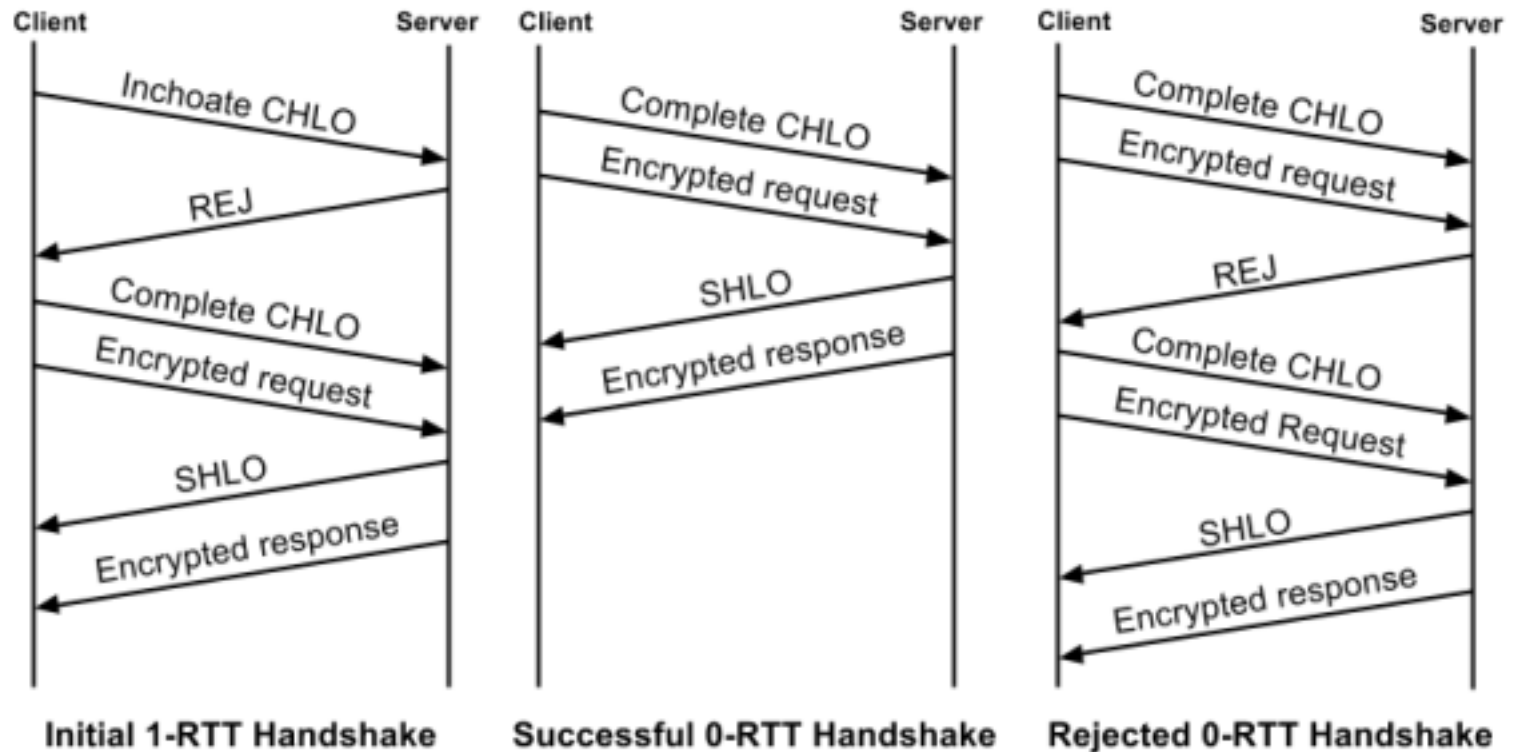 Client Server
Inchoate CHLO
REJ
Complete CHLO
Encrypted request
SHLO
Encrypted response
Initial 1-RTT Handshake
Client Server
Complete CHLO
Encrypted request
SHLO
Encrypted response
Successful 0-RTT Handshake
Client Server
Complete CHLO
Encrypted request
REJ
Complete CHLO
Encrypted Request
SHLO
Encrypted response
Rejected 0-RTT Handshake